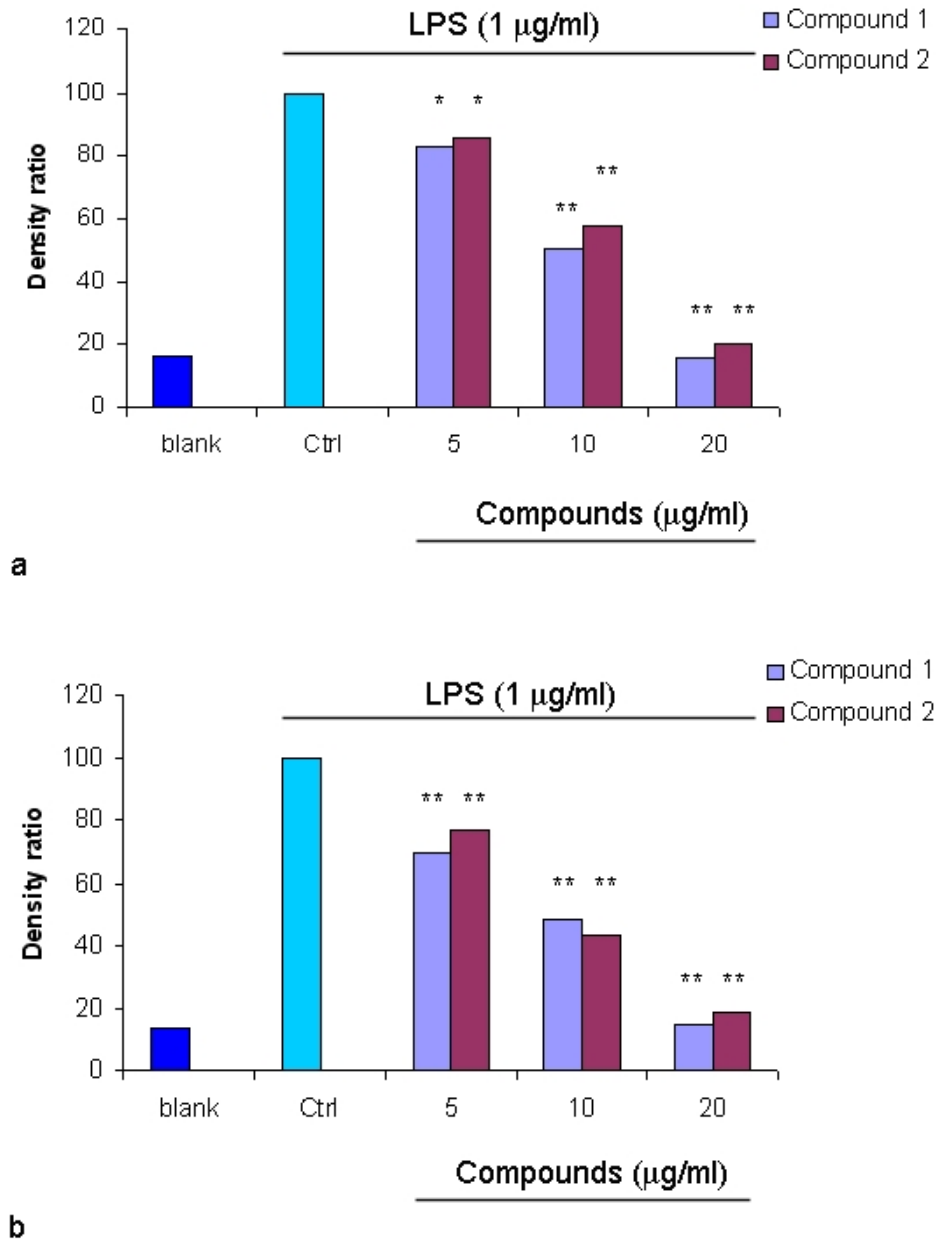 LPS (1 µg/ml)
Compound 1
Compound 2
Density ratio
120
100
80
60
40
20
0
* *
** **
** **
blank Ctrl 5 10 20
Compounds (µg/ml)
a
LPS (1 µg/ml)
Compound 1
Compound 2
Density ratio
120
100
80
60
40
20
0
** **
** **
** **
blank Ctrl 5 10 20
Compounds (µg/ml)
b